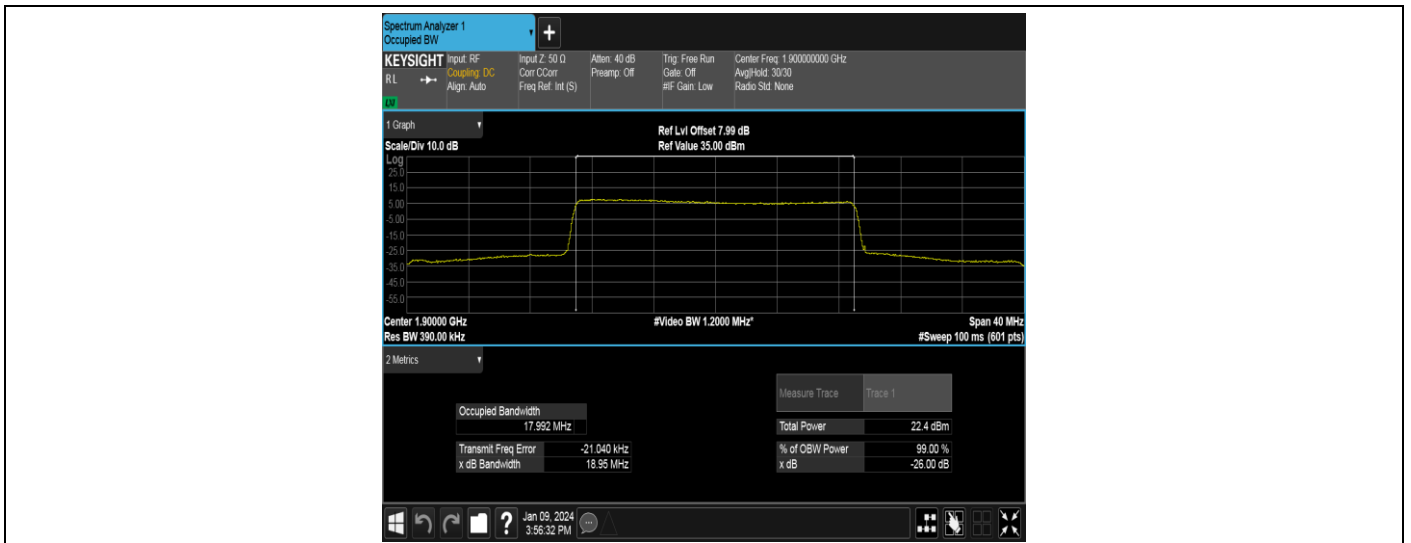 Spectrum Analyzer 1
Occupied BW
+
KEYSIGHT Input: RF Input Z: 50 Ω Atten: 40 dB Trig: Free Run Center Freq: 1.900000000 GHz
RL Coupling: DC Corr CCorr Preamp: Off Gate: Off Avg|Hold: 30/30
Align: Auto Freq Ref: Int (S) #IF Gain: Low Radio Std: None
LXI
1 Graph Ref Lvl Offset 7.99 dB
Scale/Div 10.0 dB Ref Value 35.00 dBm
Log
25.0
15.0
5.00
-5.00
-15.0
-25.0
-35.0
-45.0
-55.0
Center 1.90000 GHz #Video BW 1.2000 MHz* Span 40 MHz
Res BW 390.00 kHz #Sweep 100 ms (601 pts)
2 Metrics
Measure Trace Trace 1
Occupied Bandwidth
17.992 MHz Total Power 22.4 dBm
Transmit Freq Error -21.040 kHz % of OBW Power 99.00 %
x dB Bandwidth 18.95 MHz x dB -26.00 dB
? Jan 09, 2024
3:56:32 PM